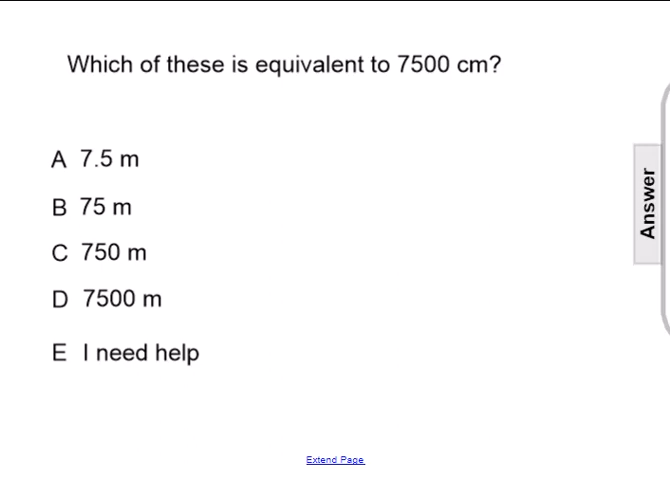 Which of these is equivalent to 7500 cm?
A 7.5 m
B 75 m
Answer
C 750 m
D 7500 m
E I need help
Extend Page